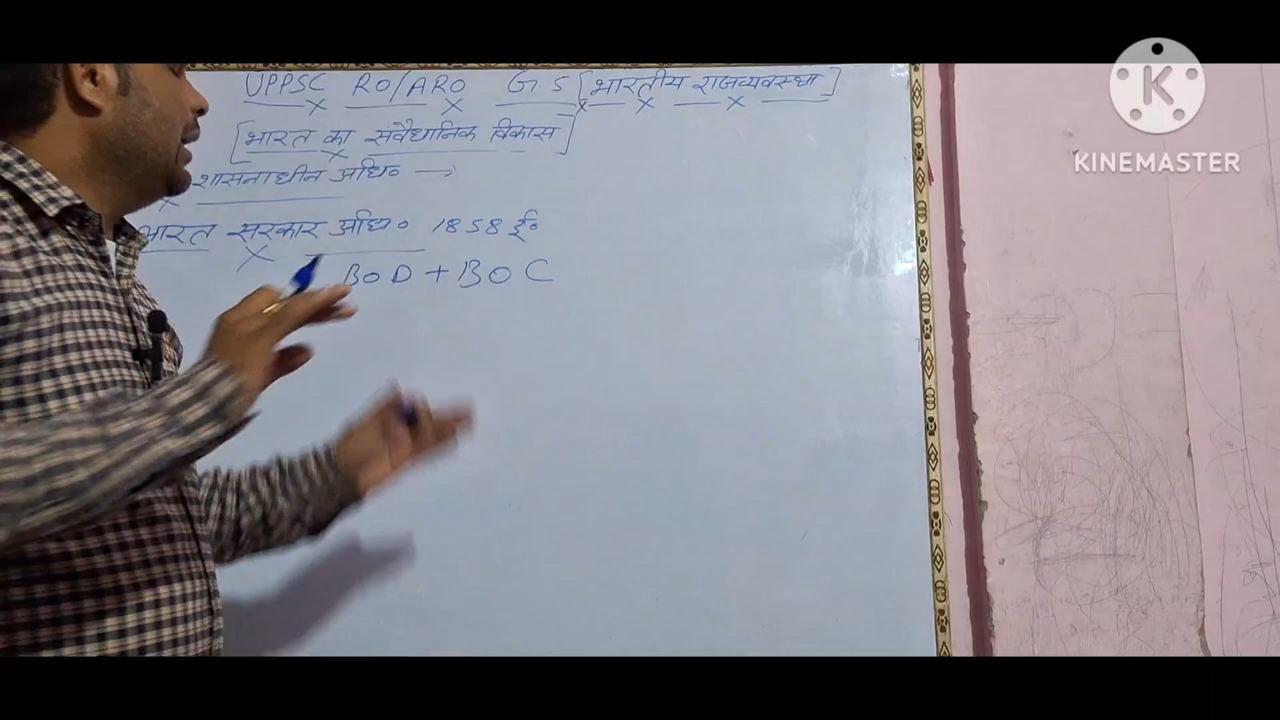 UPPSC RO/ARO G.S [भारतीय राजव्यवस्था]
[भारत का संवैधानिक विकास]
शासनाधीन अधि० →
भारत सरकार अधि० 1858 ई०
BOD + BOC
K
KINEMASTER